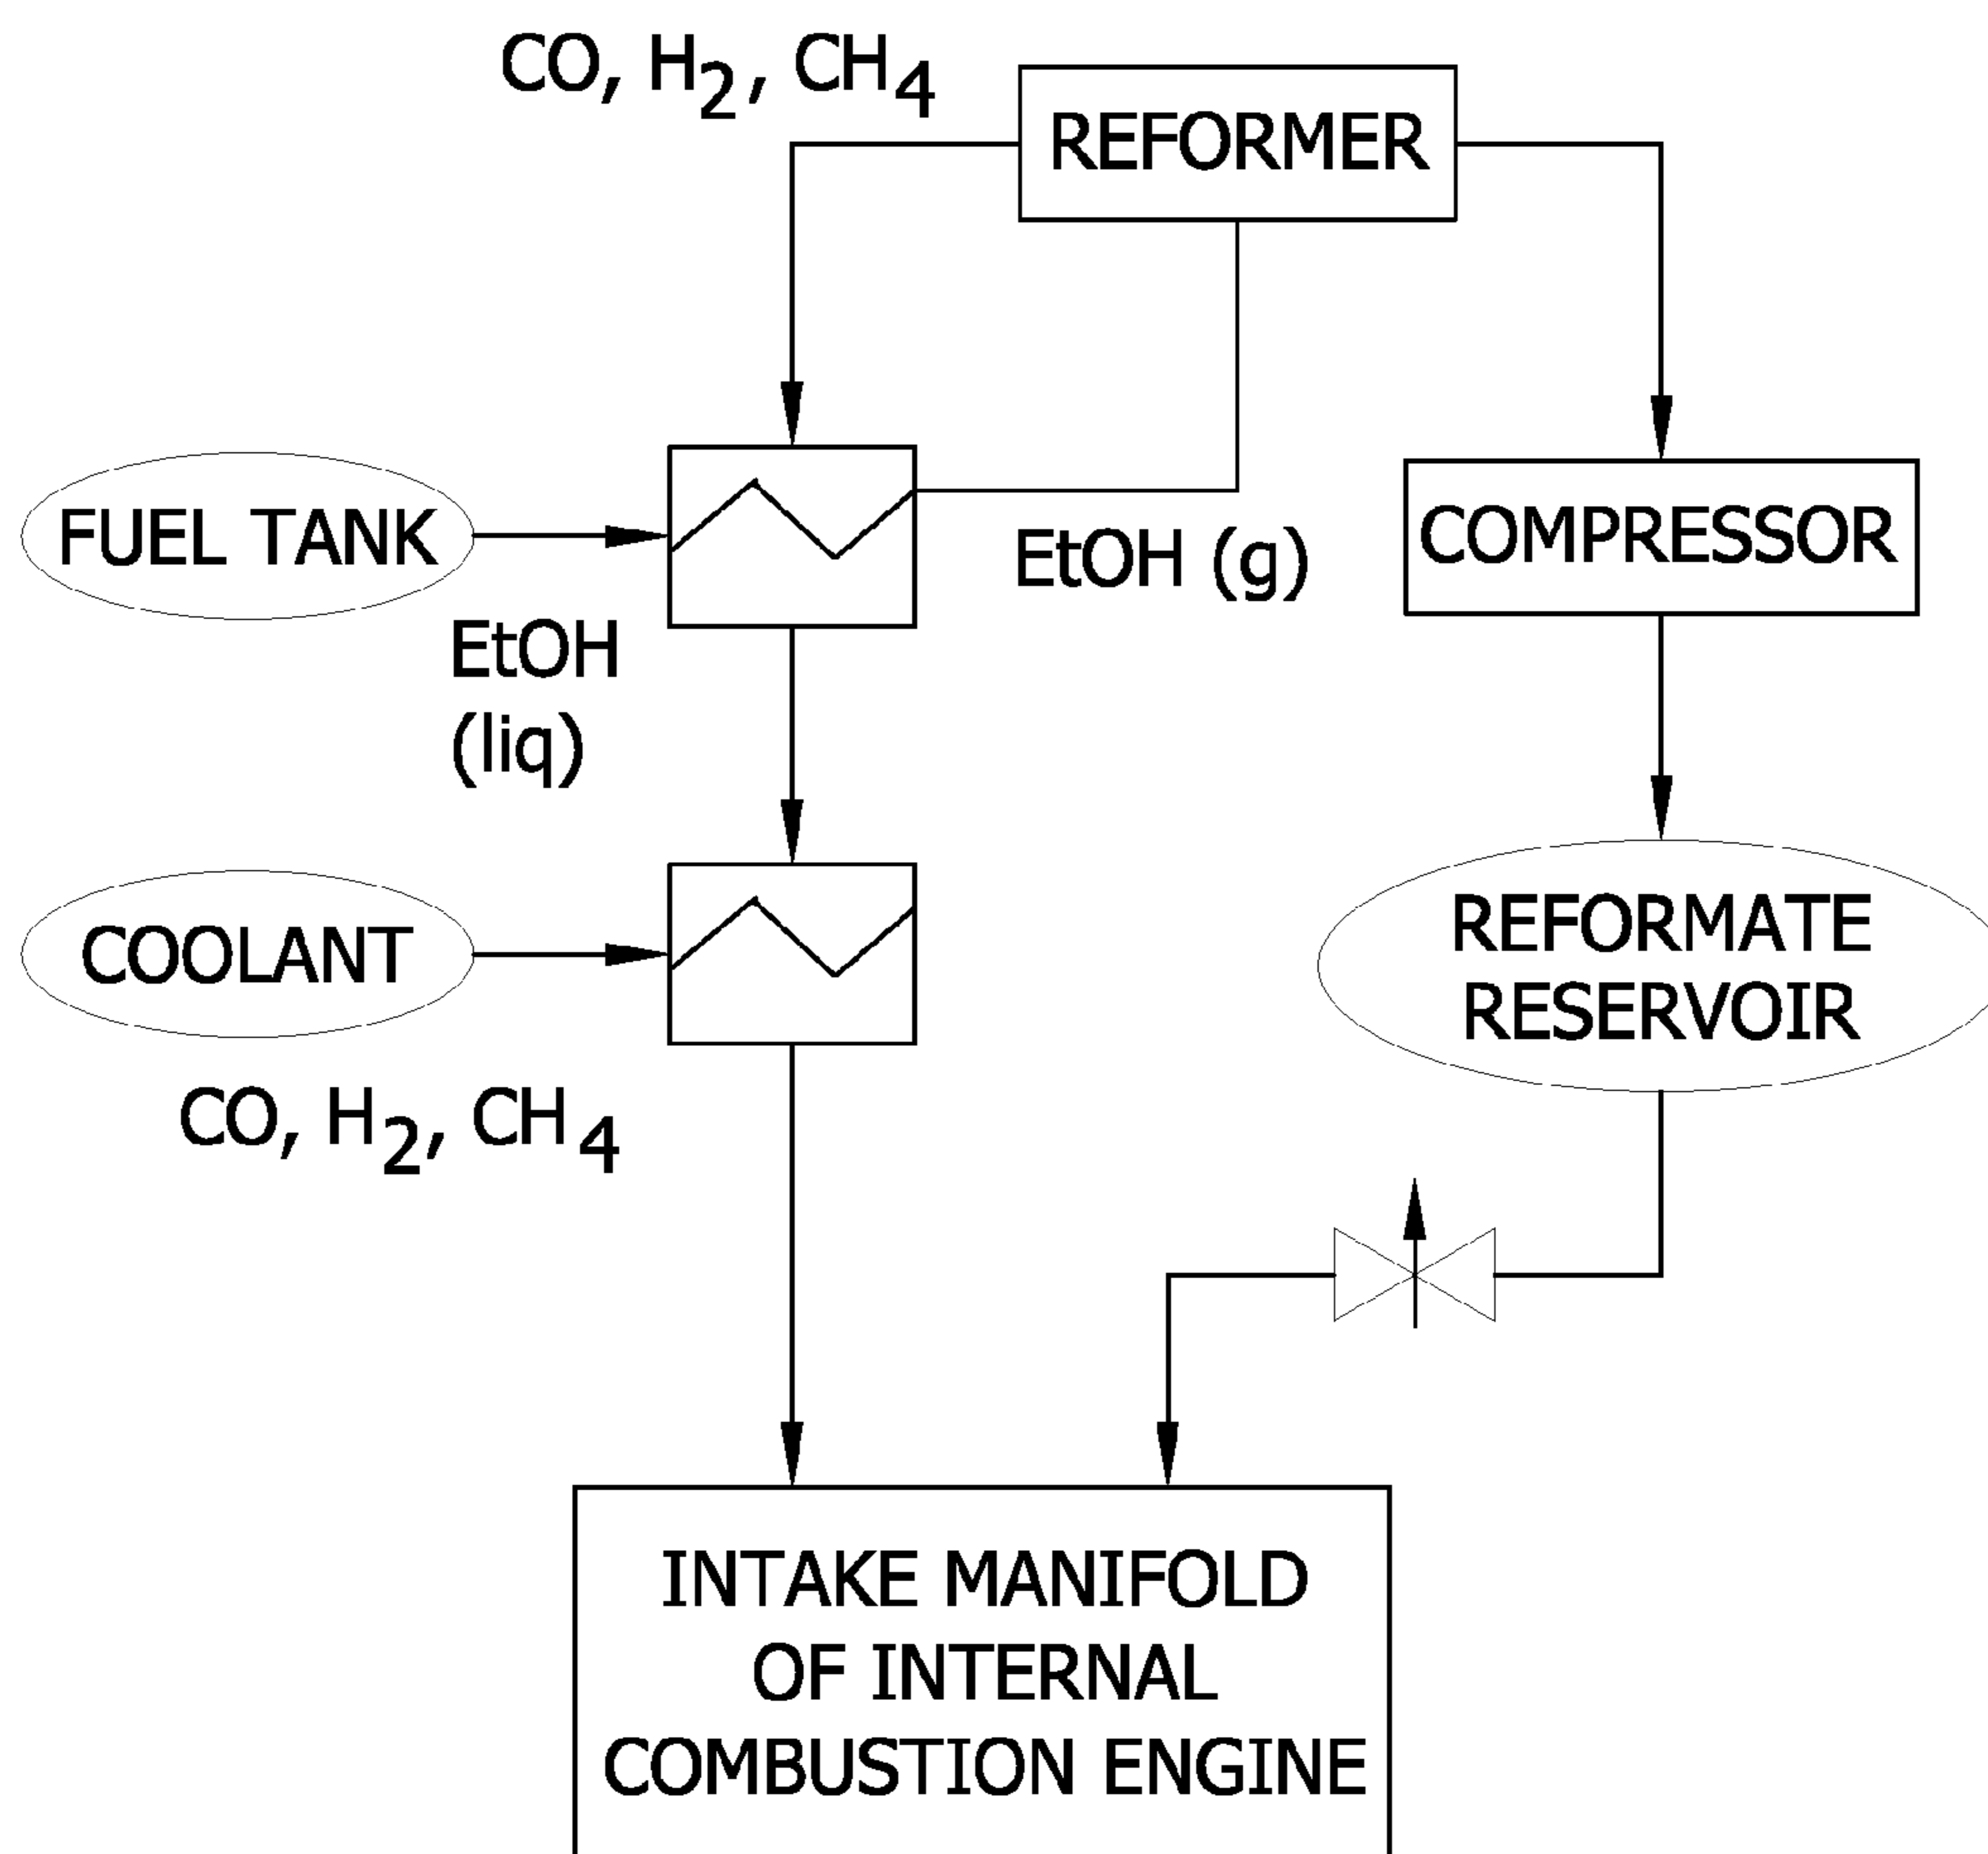 CO, H2, CH4
REFORMER
FUEL TANK
EtOH (g)
COMPRESSOR
EtOH
(liq)
COOLANT
REFORMATE
RESERVOIR
CO, H2, CH4
INTAKE MANIFOLD
OF INTERNAL
COMBUSTION ENGINE